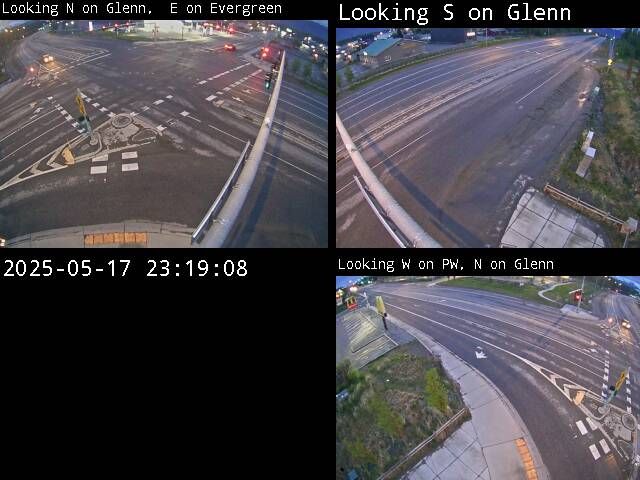 Looking N on Glenn, E on Evergreen
Looking S on Glenn
2025-05-17 23:19:08
Looking W on PW, N on Glenn